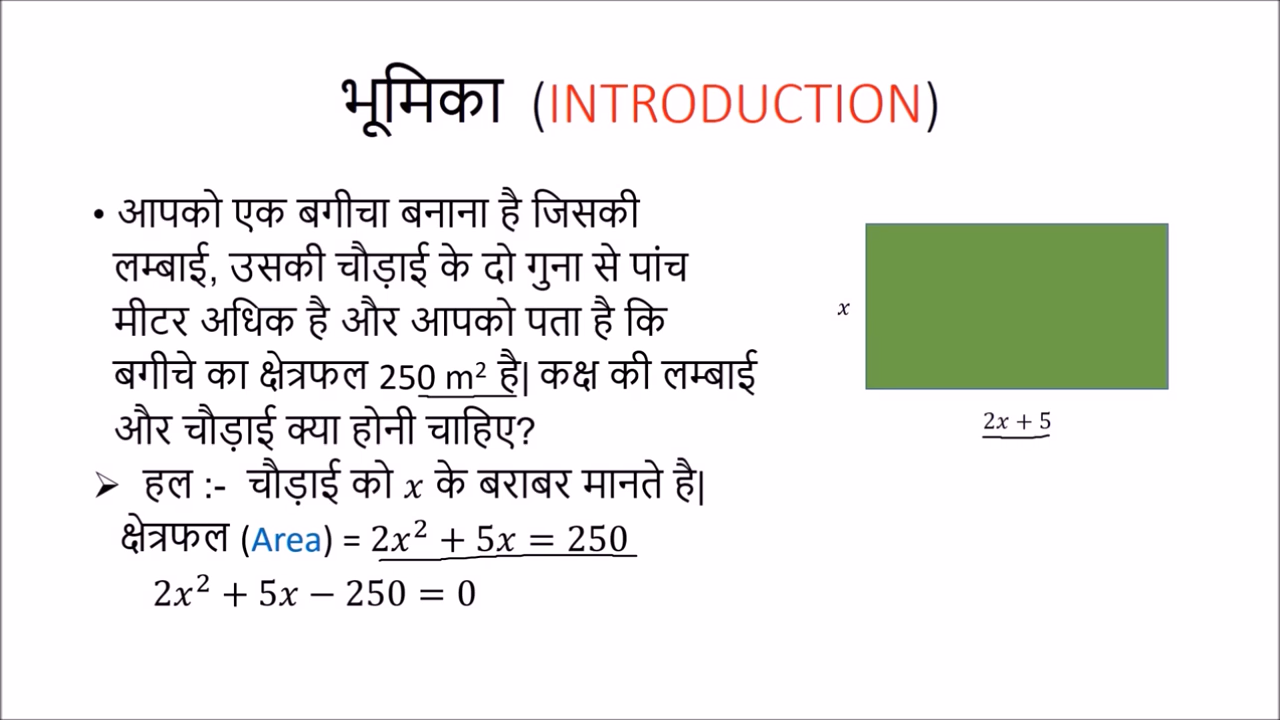 भूमिका (INTRODUCTION)
• आपको एक बगीचा बनाना है जिसकी
लम्बाई, उसकी चौड़ाई के दो गुना से पांच
मीटर अधिक है और आपको पता है कि
बगीचे का क्षेत्रफल 250 m² है| कक्ष की लम्बाई
और चौड़ाई क्या होनी चाहिए?
➢ हल :- चौड़ाई को x के बराबर मानते है|
क्षेत्रफल (Area) = 2x² + 5x = 250
2x² + 5x − 250 = 0
x
2x + 5